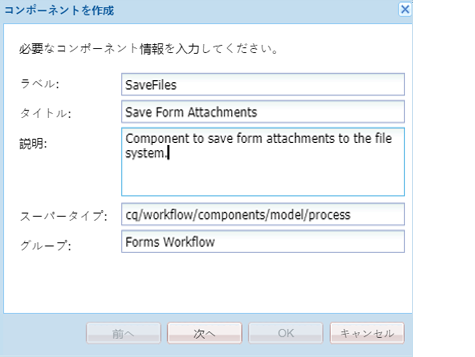 コンポーネントを作成
必要なコンポーネント情報を入力してください。
ラベル: SaveFiles
タイトル: Save Form Attachments
説明: Component to save form attachments to the file
system.
スーパータイプ: cq/workflow/components/model/process
グループ: Forms Workflow
前へ 次へ OK キャンセル